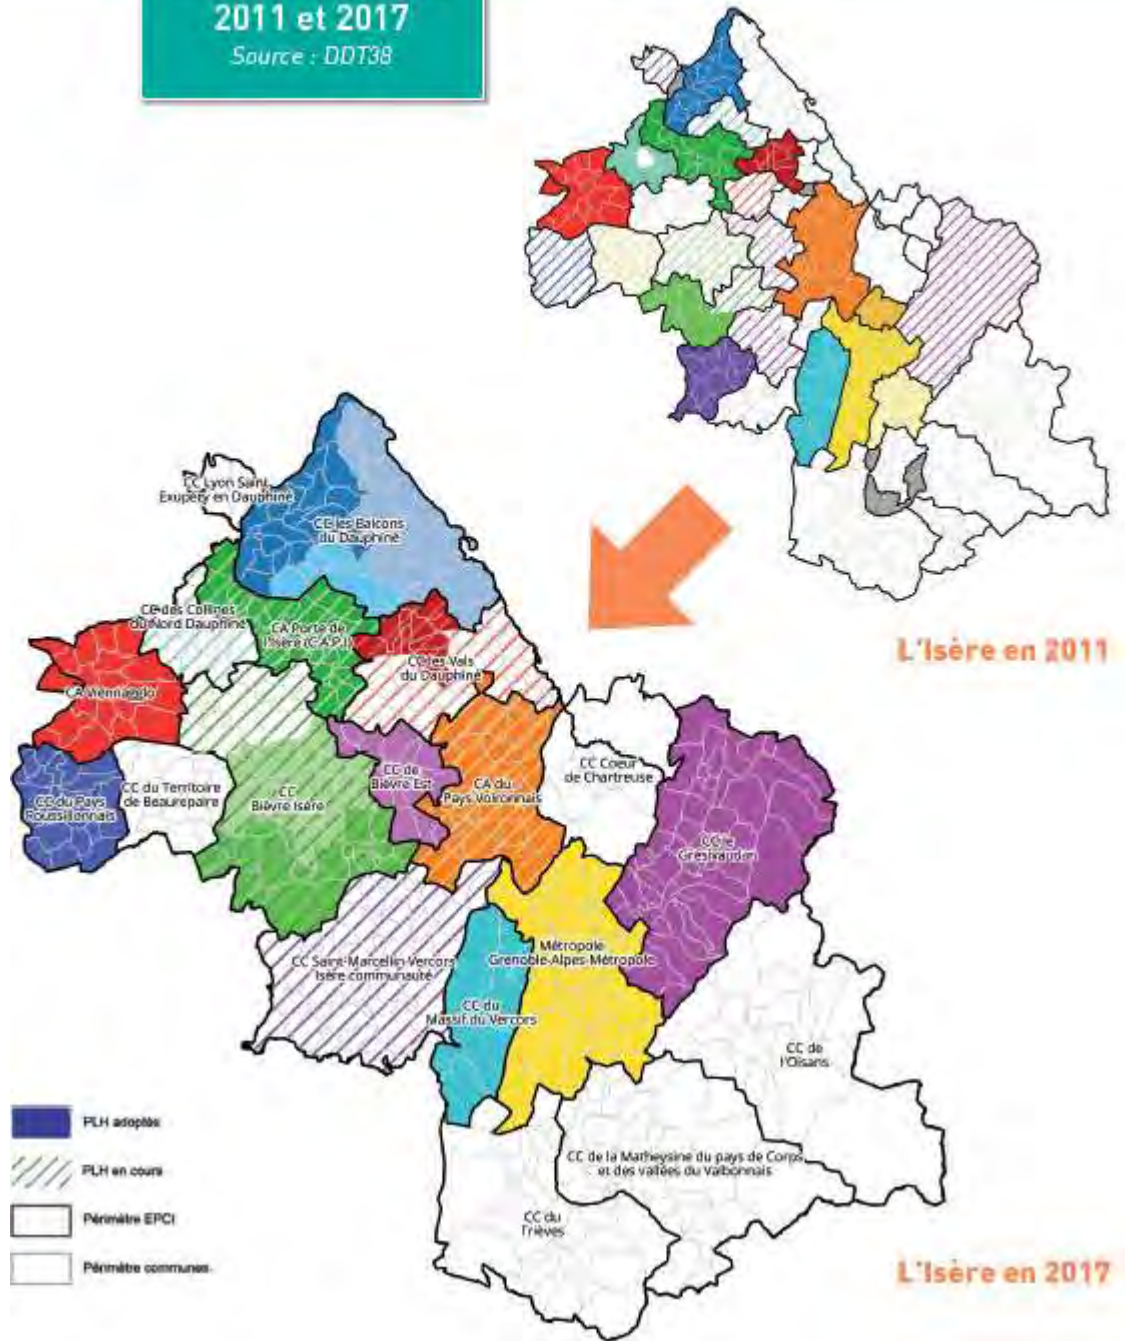 2011 et 2017
Source : DDT38
L'Isère en 2011
CC Lyon Saint
Exupéry en Dauphiné
CC les Balcons
du Dauphiné
CC des Collines
du Nord Dauphiné
CA Porte de
l'Isère (C.A.P.I)
CC les Vals
du Dauphiné
CA Viennagglo
CC du Pays
Roussillonnais
CC du Territoire
de Beaurepaire
CC
Bièvre Isère
CC de
Bièvre Est
CA du
Pays Voironnais
CC Coeur
de Chartreuse
CC le
Grésivaudan
CC Saint-Marcellin Vercors
Isère communauté
Métropole
Grenoble-Alpes-Métropole
CC du
Massif du Vercors
CC de
l'Oisans
CC de la Matheysine du pays de Corps
et des vallées du Valbonnais
CC du
Trièves
PLH adoptés
PLH en cours
Périmètre EPCI
Périmètre communes
L'Isère en 2017